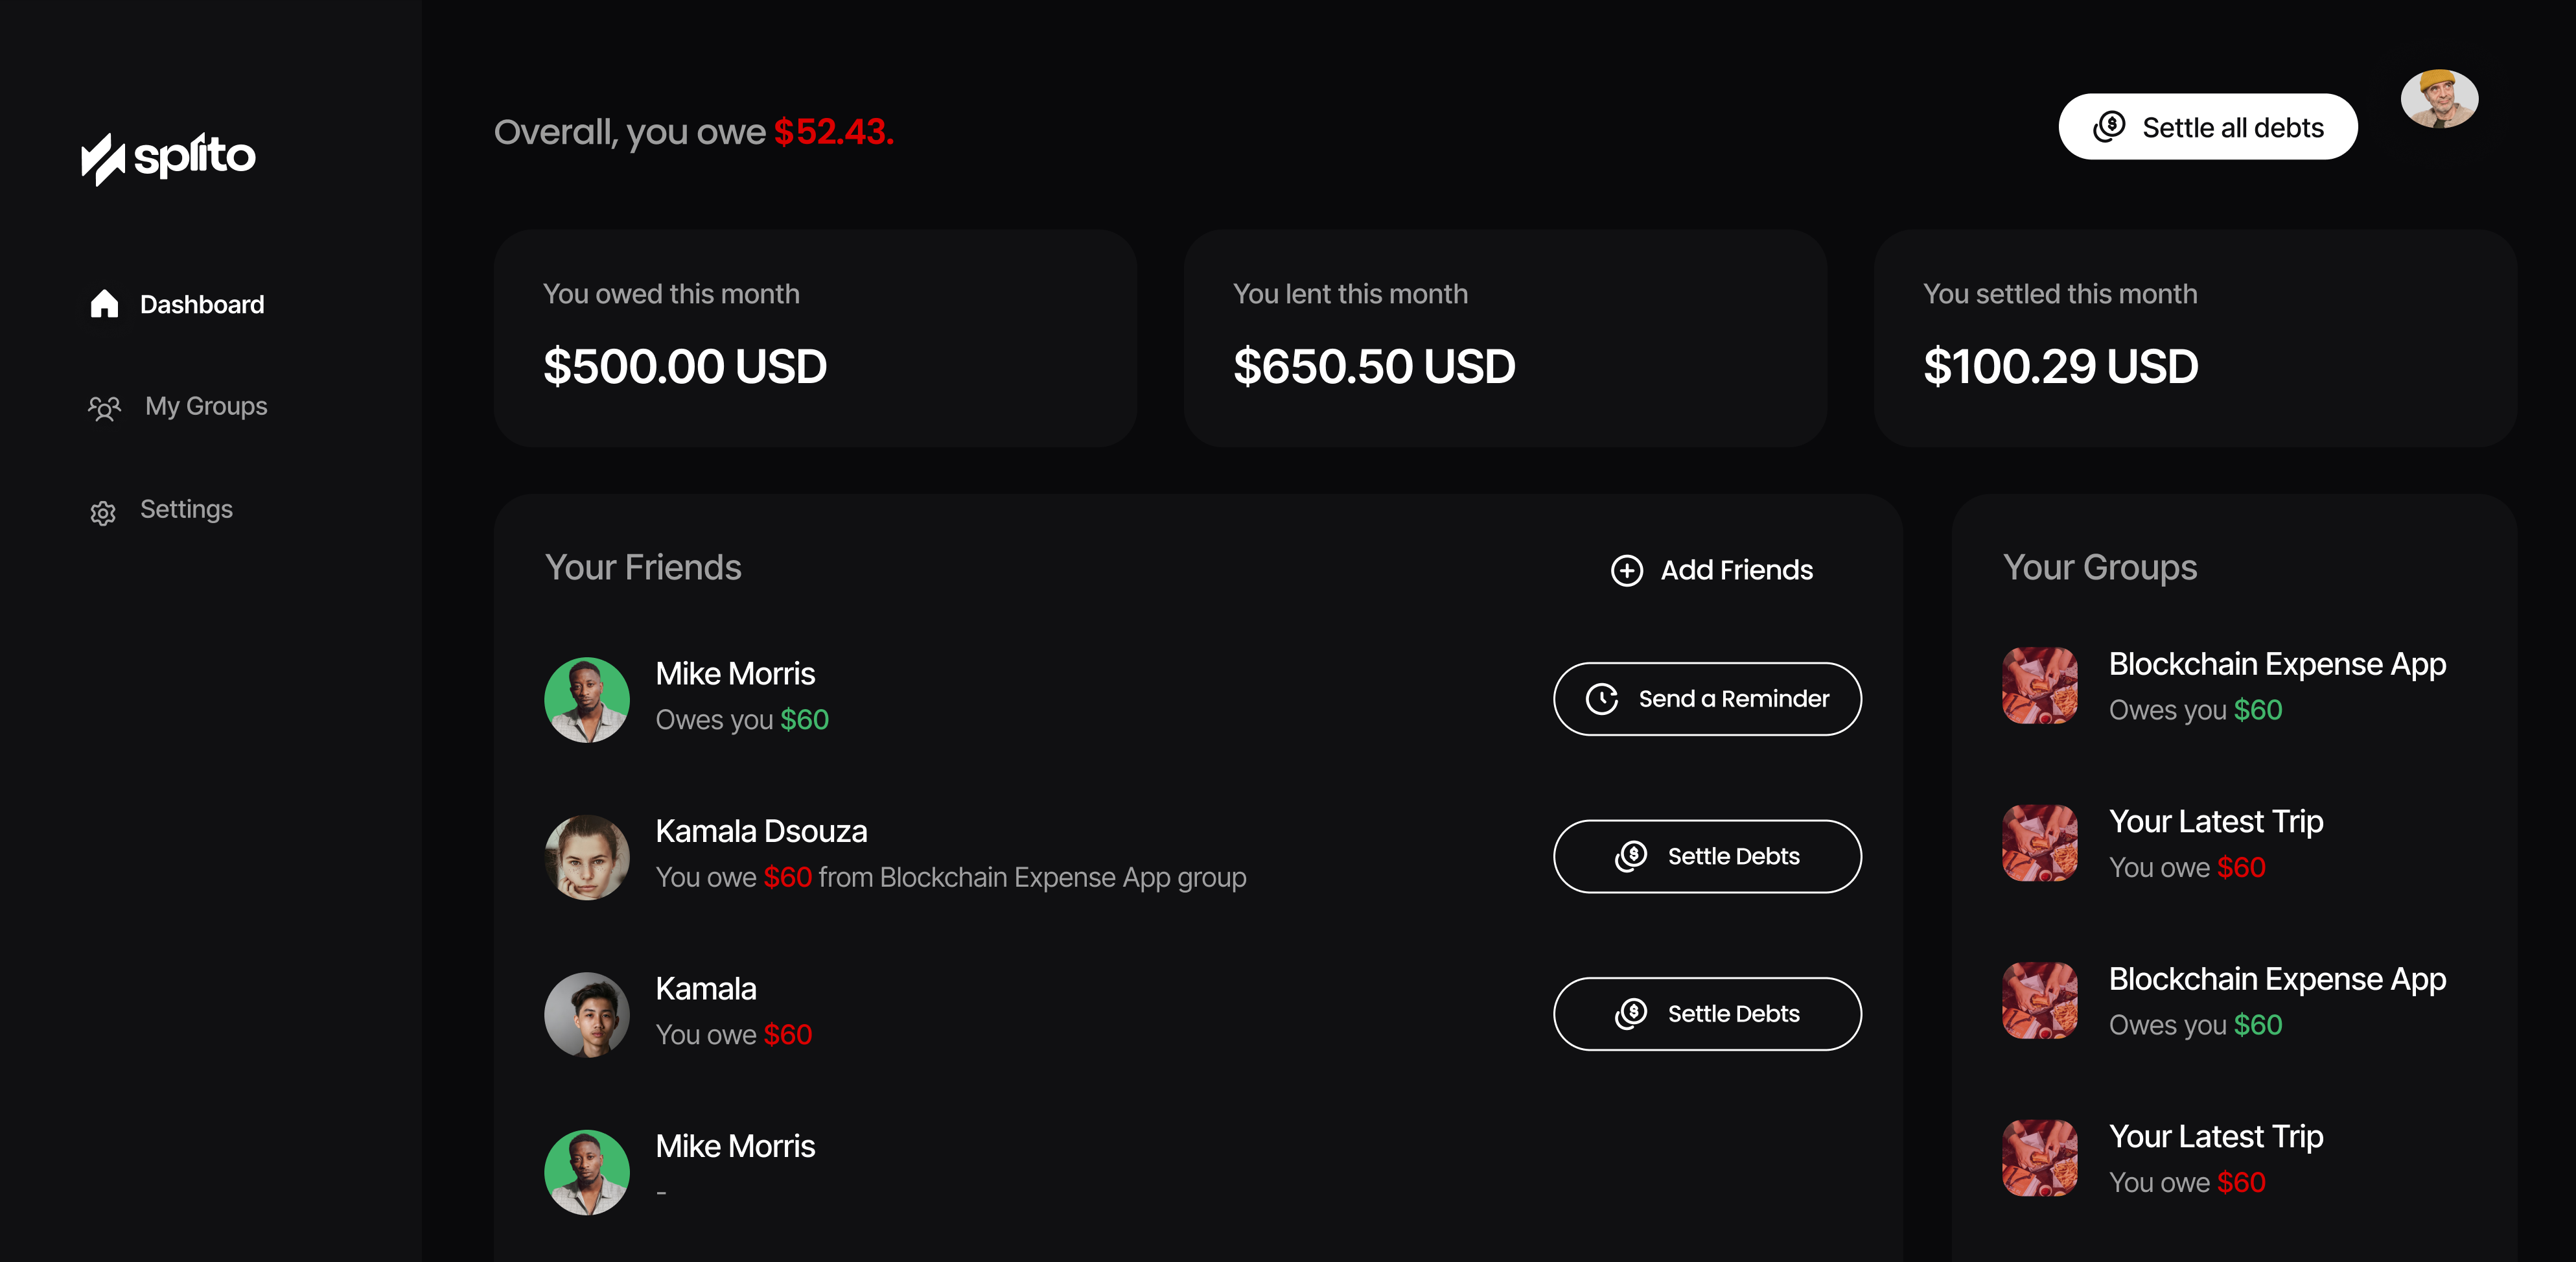 splito
Dashboard
My Groups
Settings
Overall, you owe $52.43.
Settle all debts
You owed this month
$500.00 USD
You lent this month
$650.50 USD
You settled this month
$100.29 USD
Your Friends
Add Friends
Mike Morris
Owes you $60
Send a Reminder
Kamala Dsouza
You owe $60 from Blockchain Expense App group
Settle Debts
Kamala
You owe $60
Settle Debts
Mike Morris
-
Your Groups
Blockchain Expense App
Owes you $60
Your Latest Trip
You owe $60
Blockchain Expense App
Owes you $60
Your Latest Trip
You owe $60